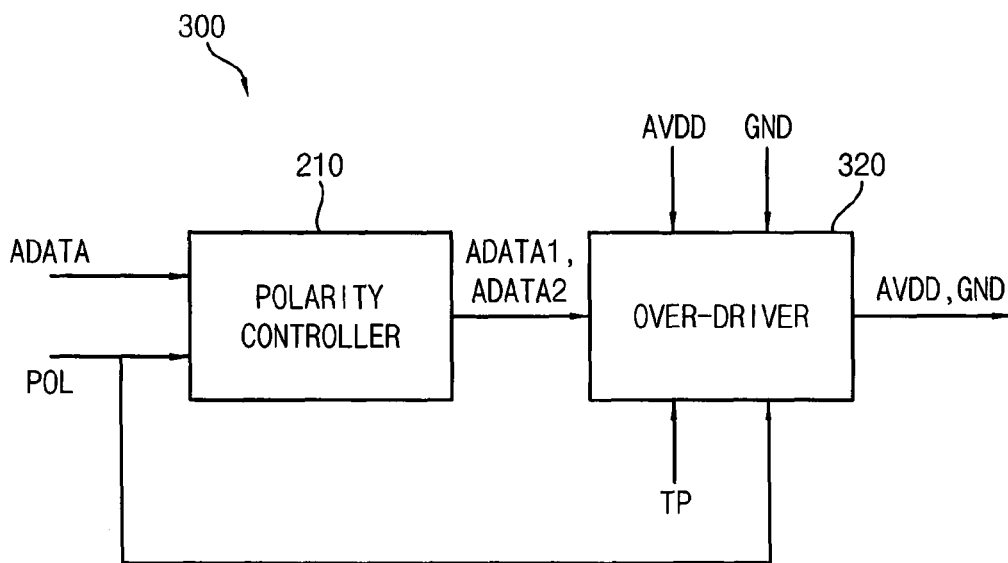 300
AVDD GND
210
320
ADATA
ADATA1,
ADATA2
POLARITY
CONTROLLER
OVER-DRIVER
AVDD,GND
POL
TP